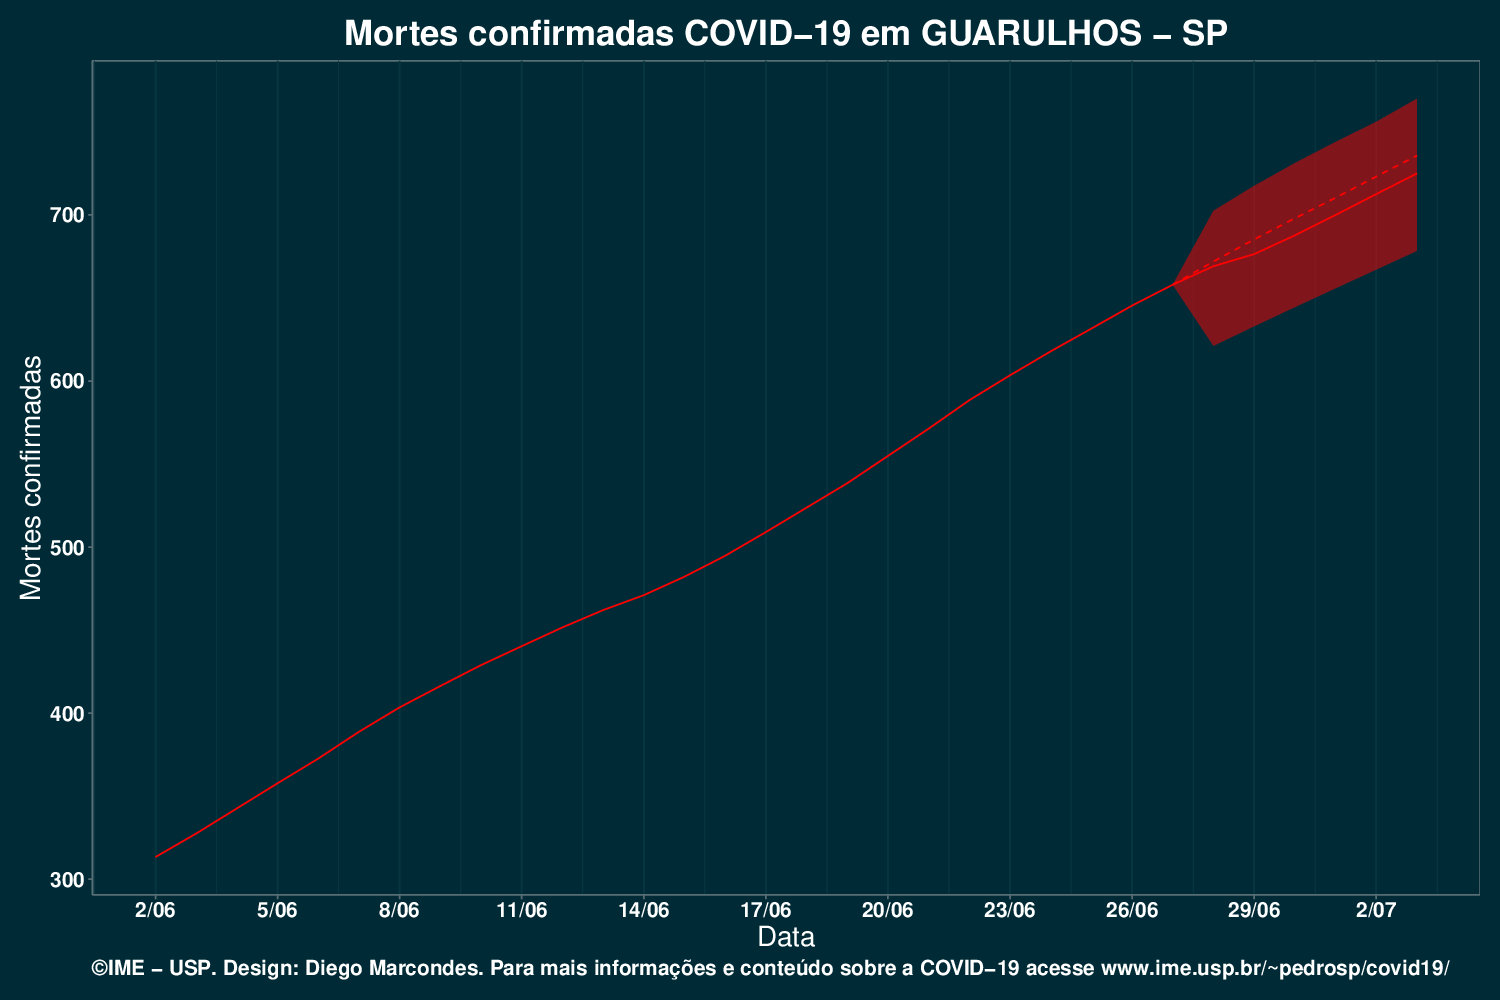 Mortes confirmadas COVID−19 em GUARULHOS − SP
Mortes confirmadas
700
600
500
400
300
2/06 5/06 8/06 11/06 14/06 17/06 20/06 23/06 26/06 29/06 2/07
Data
©IME − USP. Design: Diego Marcondes. Para mais informações e conteúdo sobre a COVID−19 acesse www.ime.usp.br/~pedrosp/covid19/